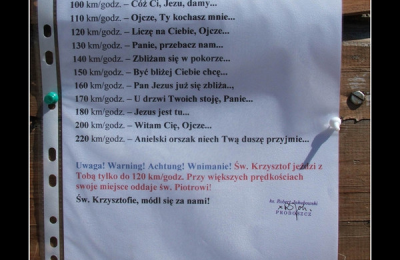 100 km/godz. – Cóż Ci, Jezu, damy...
110 km/godz. – Ojcze, Ty kochasz mnie...
120 km/godz. – Liczę na Ciebie, Ojcze...
130 km/godz. – Panie, przebacz nam...
140 km/godz. – Zbliżam się w pokorze...
150 km/godz. – Być bliżej Ciebie chcę...
160 km/godz. – Pan Jezus już się zbliża..,
170 km/godz. – U drzwi Twoich stoję, Panie...
180 km/godz. – Jezus jest tu...
200 km/godz. – Witam Cię, Ojcze...
220 km/godz. – Anielski orszak niech Twą duszę przyjmie...
Uwaga! Warning! Achtung! Wnimanie! Św. Krzysztof jeździ z
Tobą tylko do 120 km/godz. Przy większych prędkościach
swoje miejsce oddaje św. Piotrowi!
Św. Krzysztofie, módl się za nami!
PROBOSZCZ